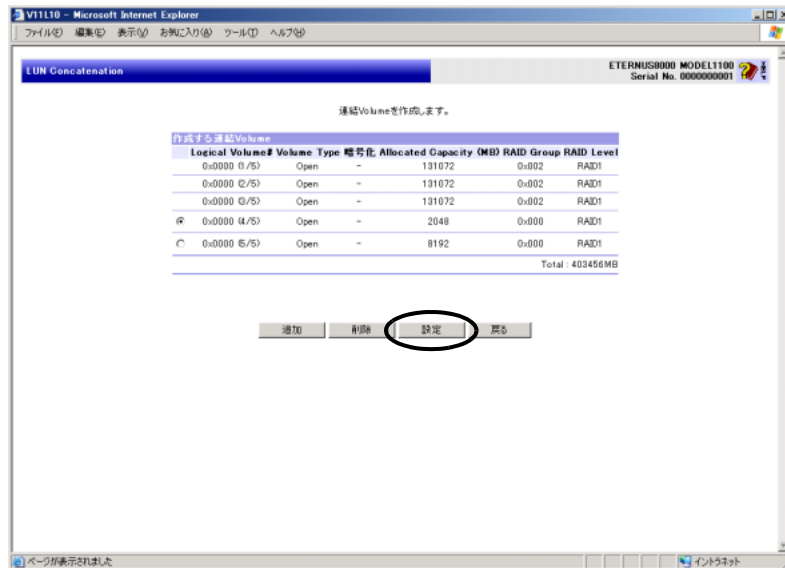 V11L10 - Microsoft Internet Explorer
ファイル(F) 編集(E) 表示(V) お気に入り(A) ツール(T) ヘルプ(H)
LUN Concatenation
ETERNUS8000 MODEL1100
Serial No. 0000000001
連結Volumeを作成します。
作成する連結Volume
Logical Volume# Volume Type 暗号化 Allocated Capacity (MB) RAID Group RAID Level
0x0000 (1/5) Open - 131072 0x002 RAID1
0x0000 (2/5) Open - 131072 0x002 RAID1
0x0000 (3/5) Open - 131072 0x002 RAID1
0x0000 (4/5) Open - 2048 0x000 RAID1
0x0000 (5/5) Open - 8192 0x000 RAID1
Total : 403456MB
追加 削除 設定 戻る
ページが表示されました
イントラネット